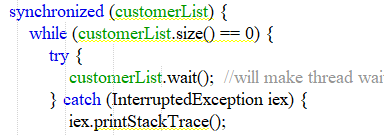 synchronized (customerList) {
while (customerList.size() == 0) {
try {
customerList.wait();  //will make thread wai
} catch (InterruptedException iex) {
iex.printStackTrace();